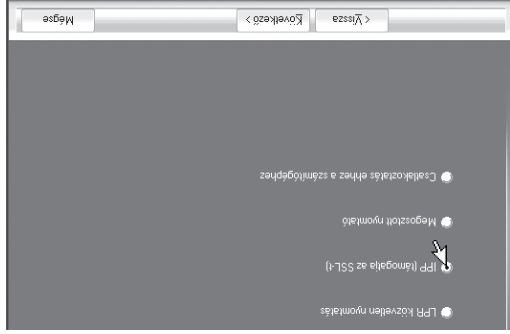 LPR közvetlen nyomtatás
IPP (támogatja az SSL-t)
Megosztott nyomtató
Csatlakoztatás ehhez a számítógéphez
< Vissza
Következő >
Mégse